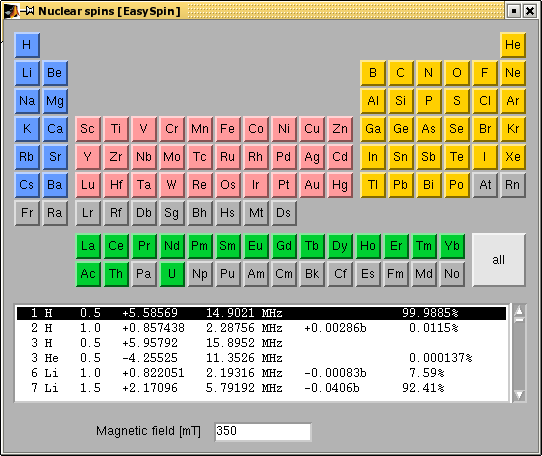 Nuclear spins [EasySpin]
H He
Li Be B C N O F Ne
Na Mg Al Si P S Cl Ar
K Ca Sc Ti V Cr Mn Fe Co Ni Cu Zn Ga Ge As Se Br Kr
Rb Sr Y Zr Nb Mo Tc Ru Rh Pd Ag Cd In Sn Sb Te I Xe
Cs Ba Lu Hf Ta W Re Os Ir Pt Au Hg Tl Pb Bi Po At Rn
Fr Ra Lr Rf Db Sg Bh Hs Mt Ds
La Ce Pr Nd Pm Sm Eu Gd Tb Dy Ho Er Tm Yb
Ac Th Pa U Np Pu Am Cm Bk Cf Es Fm Md No
all
1 H 0.5 +5.58569 14.9021 MHz 99.9885%
2 H 1.0 +0.857438 2.28756 MHz +0.00286b 0.0115%
3 H 0.5 +5.95792 15.8952 MHz
3 He 0.5 -4.25525 11.3526 MHz 0.000137%
6 Li 1.0 +0.822051 2.19316 MHz -0.00083b 7.59%
7 Li 1.5 +2.17096 5.79192 MHz -0.0406b 92.41%
Magnetic field [mT] 350